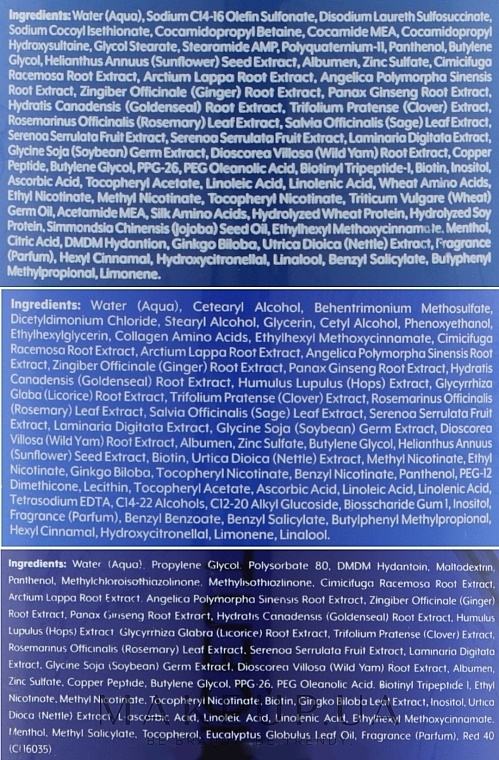 Ingredients: Water (Aqua), Sodium C14-16 Olefin Sulfonate, Disodium Laureth Sulfosuccinate,
Sodium Cocoyl Isethionate, Cocamidopropyl Betaine, Cocamide MEA, Cocamidopropyl
Hydroxysultaine, Glycol Stearate, Stearamide AMP, Polyquaternium-11, Panthenol, Butylene
Glycol, Helianthus Annuus (Sunflower) Seed Extract, Albumen, Zinc Sulfate, Cimicifuga
Racemosa Root Extract, Arctium Lappa Root Extract, Angelica Polymorpha Sinensis
Root Extract, Zingiber Officinale (Ginger) Root Extract, Panax Ginseng Root Extract,
Hydratis Canadensis (Goldenseal) Root Extract, Trifolium Pratense (Clover) Extract,
Rosmarinus Officinalis (Rosemary) Leaf Extract, Salvia Officinalis (Sage) Leaf Extract,
Serenoa Serrulata Fruit Extract, Serenoa Serrulata Fruit Extract, Laminaria Digitata Extract,
Glycine Soja (Soybean) Germ Extract, Dioscorea Villosa (Wild Yam) Root Extract, Copper
Peptide, Butylene Glycol, PPG-26, PEG Oleanolic Acid, Biotinyl Tripeptide-1, Biotin, Inositol,
Ascorbic Acid, Tocopheryl Acetate, Linoleic Acid, Linolenic Acid, Wheat Amino Acids,
Ethyl Nicotinate, Methyl Nicotinate, Tocopheryl Nicotinate, Triticum Vulgare (Wheat)
Germ Oil, Acetamide MEA, Silk Amino Acids, Hydrolyzed Wheat Protein, Hydrolyzed Soy
Protein, Simmondsia Chinensis (Jojoba) Seed Oil, Ethylhexyl Methoxycinnamate, Menthol,
Citric Acid, DMDM Hydantion, Ginkgo Biloba, Utrica Dioica (Nettle) Extract, Fragrance
(Parfum), Hexyl Cinnamal, Hydroxycitronellal, Linalool, Benzyl Salicylate, Butyphenyl
Methylpropional, Limonene.
Ingredients: Water (Aqua), Cetearyl Alcohol, Behentrimonium Methosulfate,
Dicetyldimonium Chloride, Stearyl Alcohol, Glycerin, Cetyl Alcohol, Phenoxyethanol,
Ethylhexylglycerin, Collagen Amino Acids, Ethylhexyl Methoxycinnamate, Cimicifuga
Racemosa Root Extract, Arctium Lappa Root Extract, Angelica Polymorpha Sinensis Root
Extract, Zingiber Officinale (Ginger) Root Extract, Panax Ginseng Root Extract, Hydratis
Canadensis (Goldenseal) Root Extract, Humulus Lupulus (Hops) Extract, Glycyrrhiza
Glaba (Licorice) Root Extract, Trifolium Pratense (Clover) Extract, Rosemarinus Officinalis
(Rosemary) Leaf Extract, Salvia Officinalis (Sage) Leaf Extract, Serenoa Serrulata Fruit
Extract, Laminaria Digitata Extract, Glycine Soja (Soybean) Germ Extract, Dioscorea
Villosa (Wild Yam) Root Extract, Albumen, Zinc Sulfate, Butylene Glycol, Helianthus Annuus
(Sunflower) Seed Extract, Biotin, Urtica Dioica (Nettle) Extract, Methyl Nicotinate, Ethyl
Nicotinate, Ginkgo Biloba, Tocopheryl Nicotinate, Benzyl Nicotinate, Panthenol, PEG-12
Dimethicone, Lecithin, Tocopheryl Acetate, Ascorbic Acid, Linoleic Acid, Linolenic Acid,
Tetrasodium EDTA, C14-22 Alcohols, C12-20 Alkyl Glucoside, Biosscharide Gum 1, Inositol,
Fragrance (Parfum), Benzyl Benzoate, Benzyl Salicylate, Butylphenyl Methylpropional,
Hexyl Cinnamal, Hydroxycitronellal, Limonene, Linalool.
Ingredients: Water (Aqua), Propylene Glycol, Polysorbate 80, DMDM Hydantoin, Maltodextrin,
Panthenol, Methylchloroisothiazolinone, Methylisothiazlinone, Cimicifuga Racemosa Root Extract,
Arctium Lappa Root Extract, Angelica Polymorpha Sinensis Root Extract, Zingiber Officinale (Ginger)
Root Extract, Panax Ginseng Root Extract, Hydratis Canadensis (Goldenseal) Root Extract, Humulus
Lupulus (Hops) Extract Glycyrrhiza Glabra (Licorice) Root Extract, Trifolium Pratense (Clover) Extract,
Rosemarinus Officinalis (Rosemary) Leaf Extract, Serenoa Serrulata Fruit Extract, Laminaria Digitata
Extract, Glycine Soja (Soybean) Germ Extract, Dioscorea Villosa (Wild Yam) Root Extract, Albumen,
Zinc Sulfate, Copper Peptide, Butylene Glycol, PPG-26, PEG Oleanolic Acid, Biotinyl Tripeptide 1, Ethyl
Nicotinate, Methyl Nicotinate, Tocopheryl Nicotinate, Biotin, Gingko Biloba Leaf Extract, Inositol, Urtica
Dioca (Nettle) Extract, Ascorbic Acid, Linoleic Acid, Linolenic Acid, Ethylhexyl Methoxycinnamate,
Menthol, Methyl Salicylate, Tocopherol, Eucalyptus Globulus Leaf Oil, Fragrance (Parfum), Red 40
(CI 16035)
MAKEUP.UA